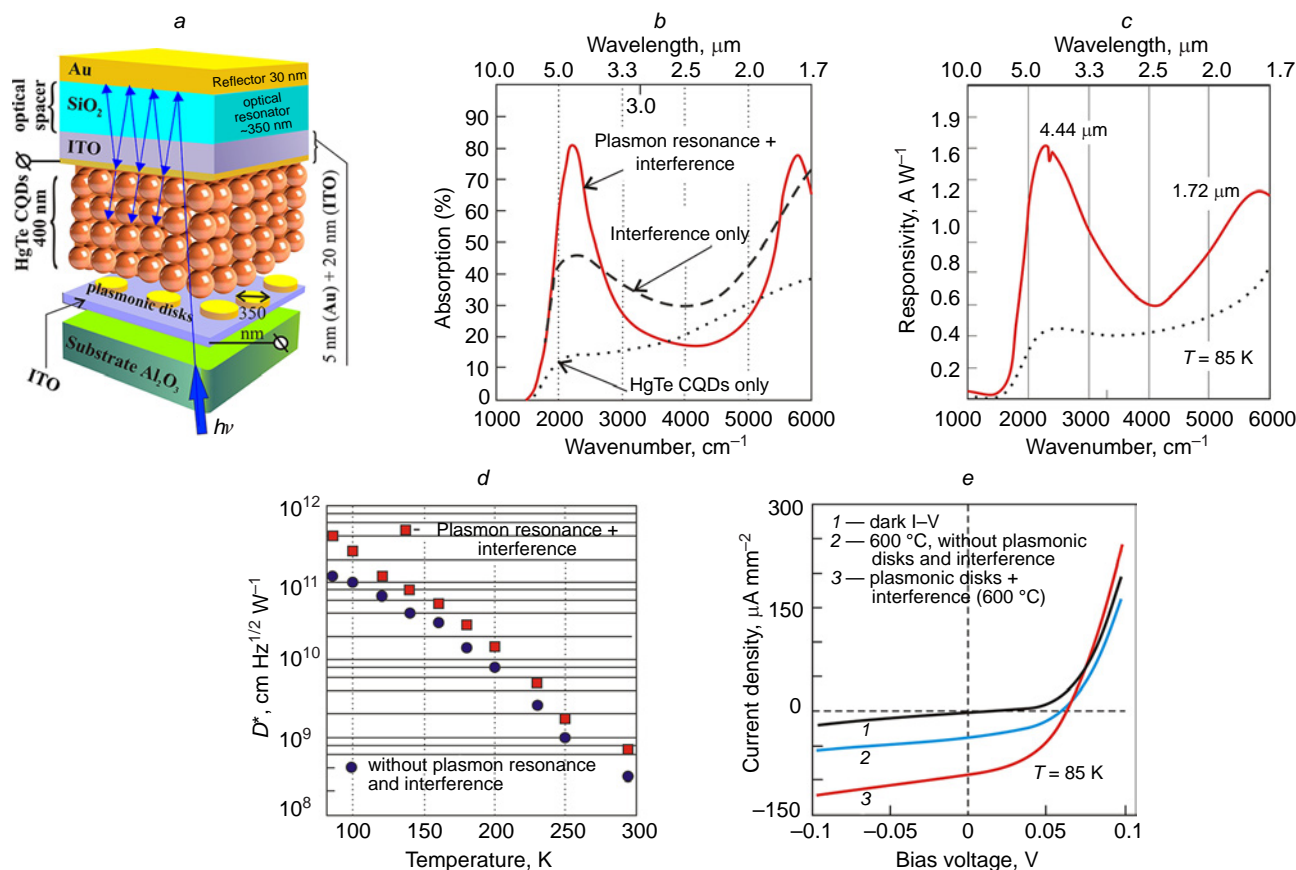 a
Au
Reflector 30 nm
optical
spacer
SiO2
optical
resonator
~350 nm
ITO
HgTe CQDs
400 nm
5 nm (Au) + 20 nm (ITO)
plasmonic disks
350
nm
ITO
Substrate Al2O3
hν
b
Wavelength, μm
10.0 5.0 3.3 2.5 2.0 1.7
3.0
90
80
70
60
50
40
30
20
10
0
Absorption (%)
Plasmon resonance +
interference
Interference only
HgTe CQDs only
1000 2000 3000 4000 5000 6000
Wavenumber, cm−1
c
Wavelength, μm
10.0 5.0 3.3 2.5 2.0 1.7
1.9
1.6
1.4
1.2
1.0
0.8
0.6
0.4
0.2
Responsivity, A W−1
4.44 μm
1.72 μm
T = 85 K
1000 2000 3000 4000 5000 6000
Wavenumber, cm−1
d
10^12
10^11
10^10
10^9
10^8
D*, cm Hz1/2 W−1
- Plasmon resonance +
interference
without plasmon resonance
and interference
100 150 200 250 300
Temperature, K
e
300
150
0
−150
Current density, μA mm−2
1 — dark I–V
2 — 600 °C, without plasmonic
disks and interference
3 — plasmonic disks +
interference (600 °C)
1
2
3
T = 85 K
−0.1 −0.05 0 0.05 0.1
Bias voltage, V